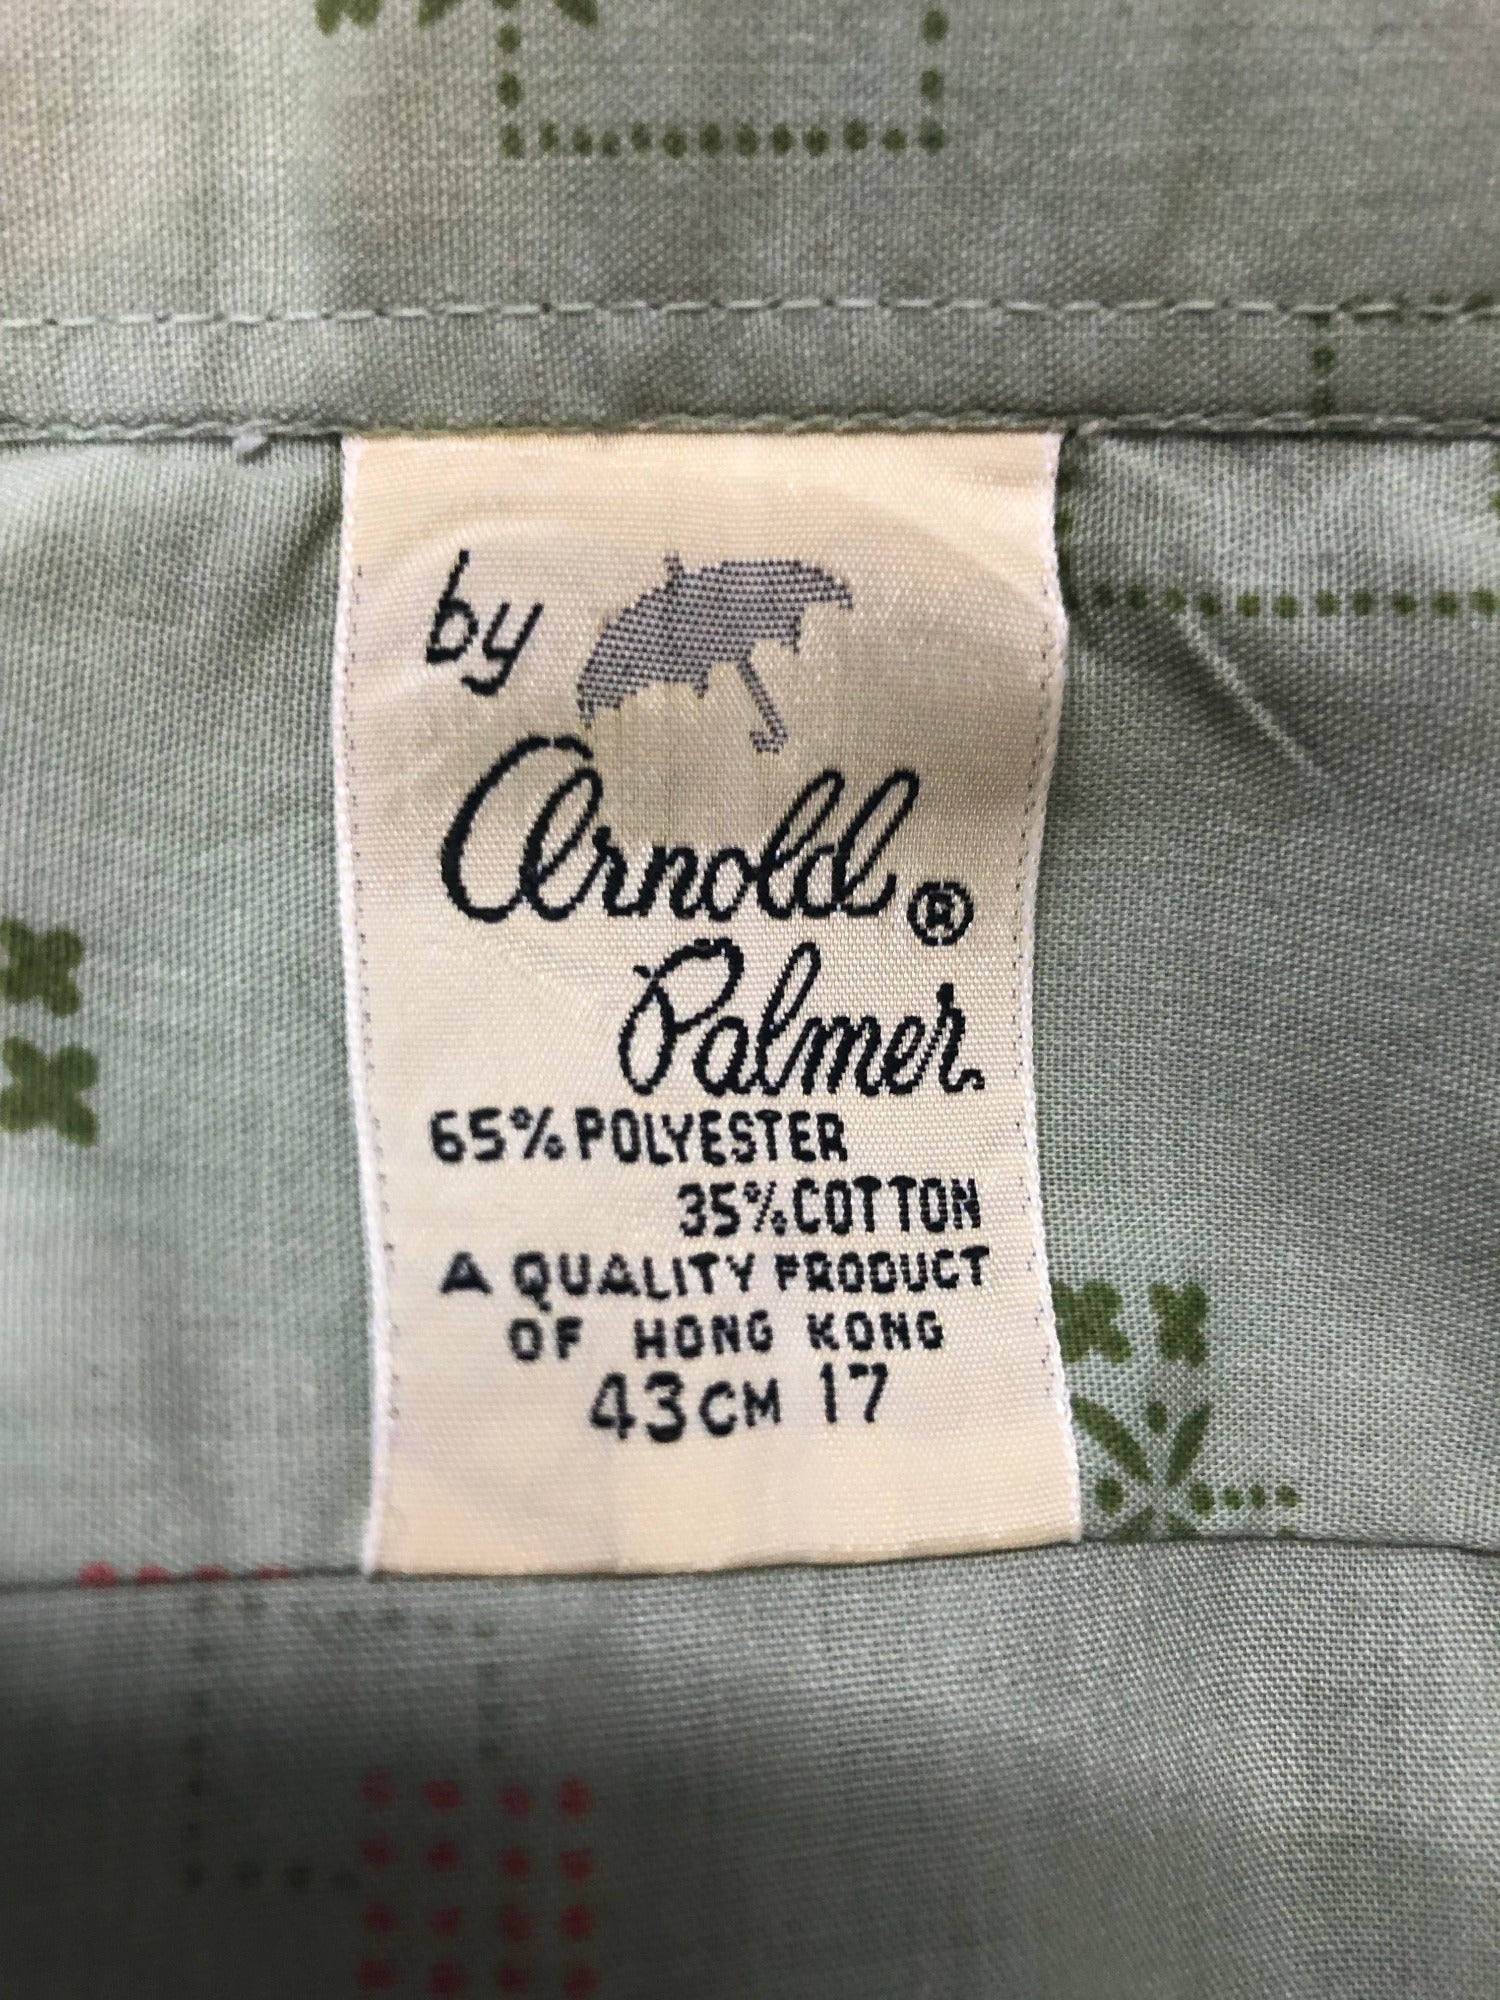 by
Arnold ®
Palmer
65% POLYESTER
35% COTTON
A QUALITY PRODUCT
OF HONG KONG
43CM 17